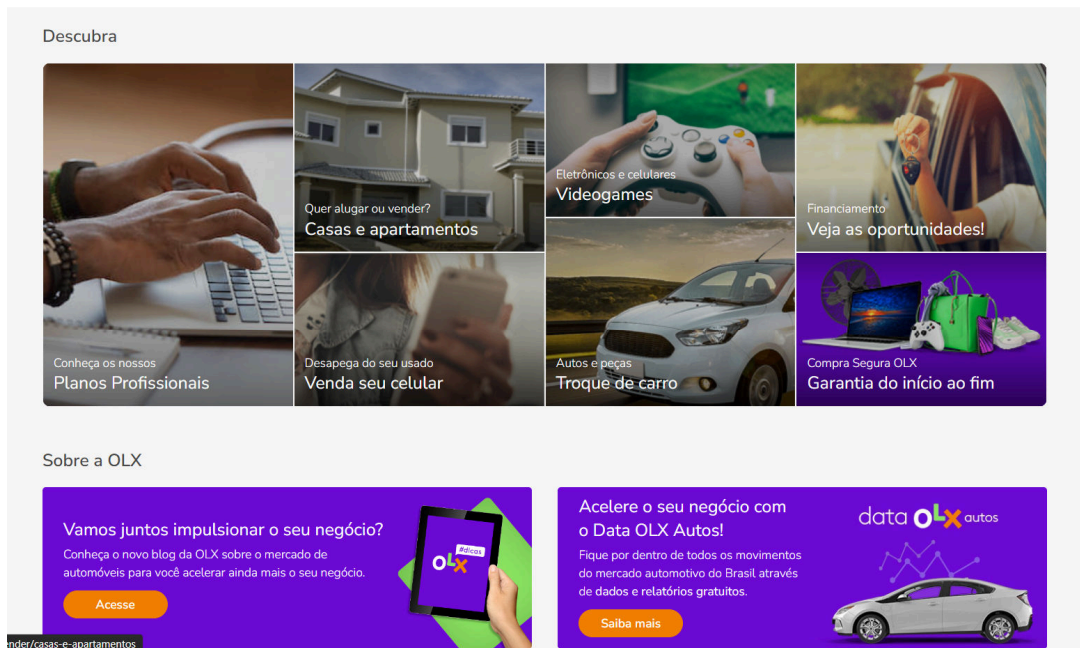 Descubra
Conheça os nossos
Planos Profissionais
Quer alugar ou vender?
Casas e apartamentos
Desapega do seu usado
Venda seu celular
Eletrônicos e celulares
Videogames
Autos e peças
Troque de carro
Financiamento
Veja as oportunidades!
Compra Segura OLX
Garantia do início ao fim
Sobre a OLX
Vamos juntos impulsionar o seu negócio?
Conheça o novo blog da OLX sobre o mercado de
automóveis para você acelerar ainda mais o seu negócio.
Acesse
#dicas
OLX
Acelere o seu negócio com
o Data OLX Autos!
Fique por dentro de todos os movimentos
do mercado automotivo do Brasil através
de dados e relatórios gratuitos.
Saiba mais
data OLX autos
ender/casas-e-apartamentos